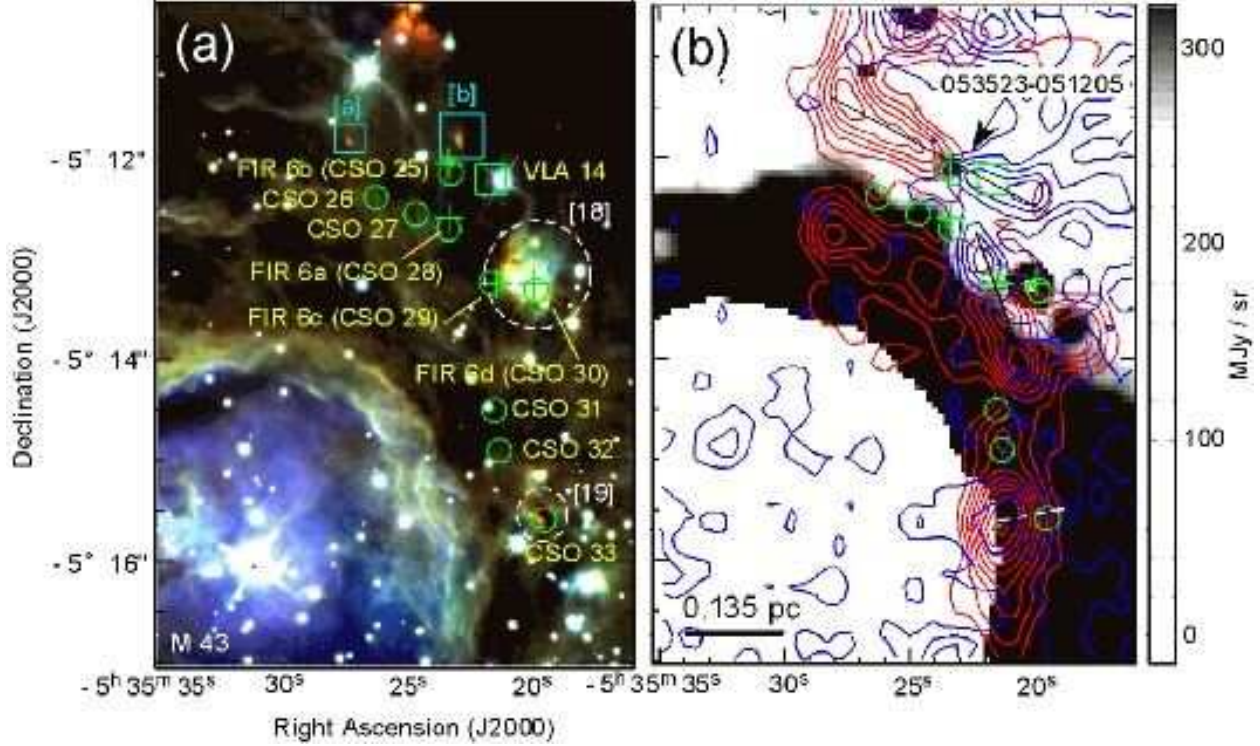 (a)
(b)
[a]
[b]
053523-051205
FIR 6b (CSO 25)
VLA 14
CSO 26
CSO 27
[18]
FIR 6a (CSO 28)
FIR 6c (CSO 29)
FIR 6d (CSO 30)
CSO 31
CSO 32
[19]
CSO 33
M 43
0.135 pc
- 5° 12"
- 5° 14"
- 5° 16"
Declination (J2000)
- 5h 35m 35s
30s
25s
20s
- 5h 35m 35s
30s
25s
20s
Right Ascension (J2000)
300
200
100
0
MJy / sr